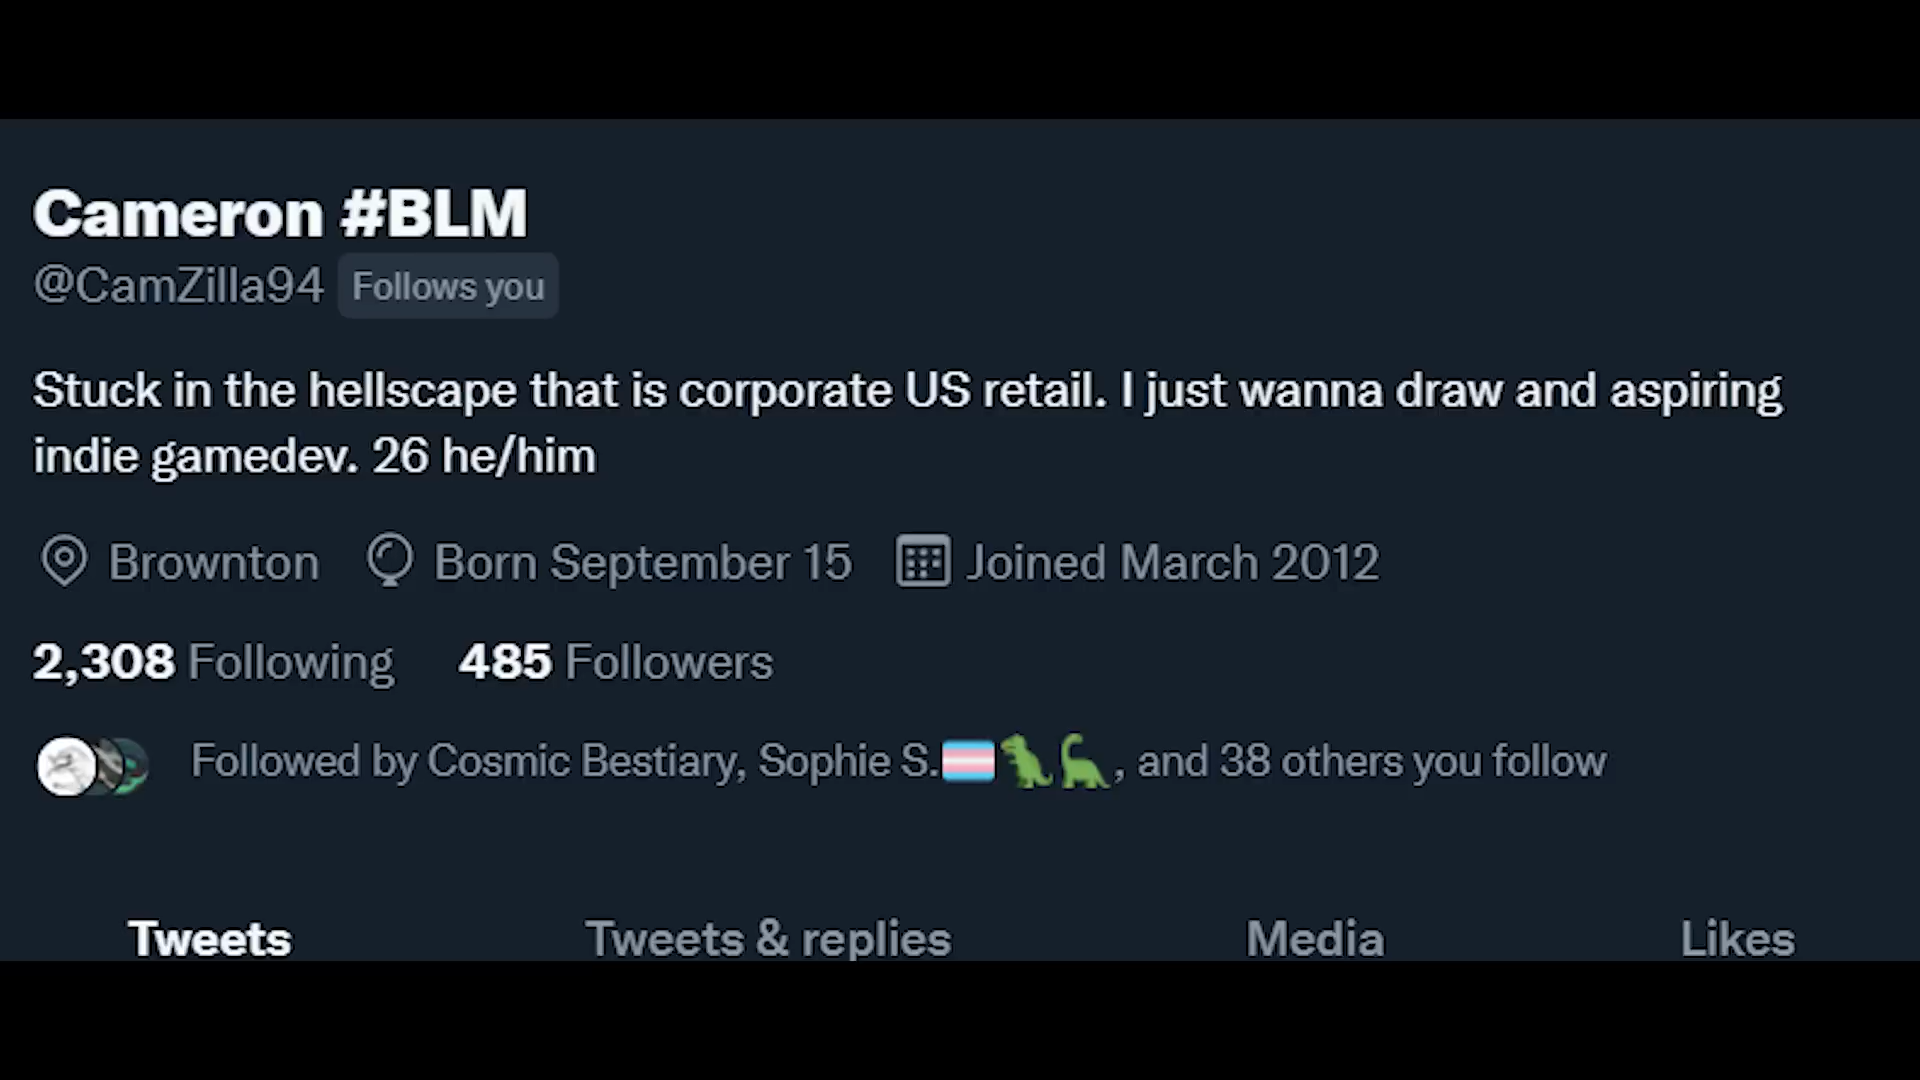 Cameron #BLM
@CamZilla94 Follows you
Stuck in the hellscape that is corporate US retail. I just wanna draw and aspiring
indie gamedev. 26 he/him
Brownton Born September 15 Joined March 2012
2,308 Following 485 Followers
Followed by Cosmic Bestiary, Sophie S.🏳️‍⚧️🦖🦕, and 38 others you follow
Tweets Tweets & replies Media Likes